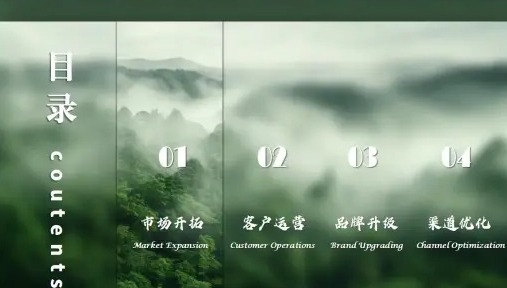 目录
coutents
01
市场开拓
Market Expansion
02
客户运营
Customer Operations
03
品牌升级
Brand Upgrading
04
渠道优化
Channel Optimization